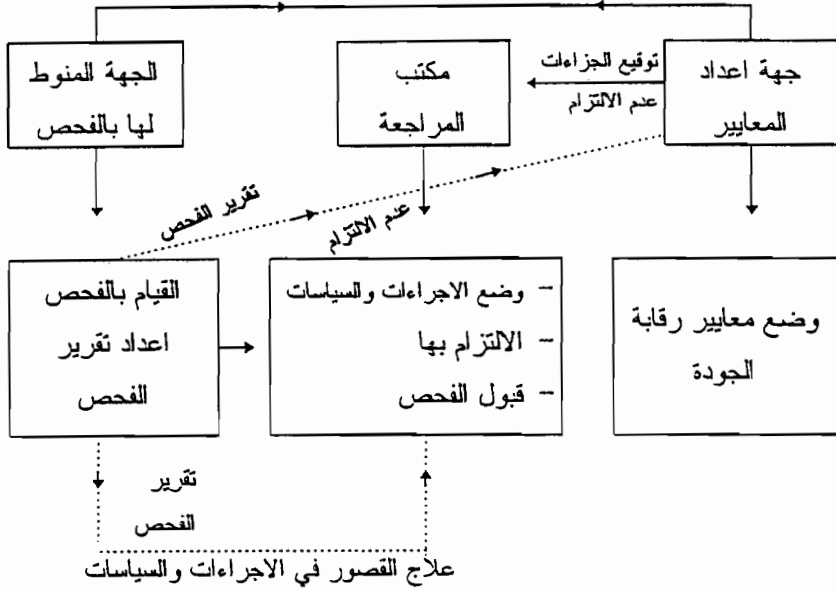 جهة اعداد
المعايير
توقيع الجزاءات
عدم الالتزام
مكتب
المراجعة
الجهة المنوط
لها بالفحص
تقرير الفحص
عدم الالتزام
وضع معايير رقابة
الجودة
- وضع الاجراءات والسياسات
- الالتزام بها
- قبول الفحص
القيام بالفحص
اعداد تقرير
الفحص
تقرير
الفحص
علاج القصور في الاجراءات والسياسات